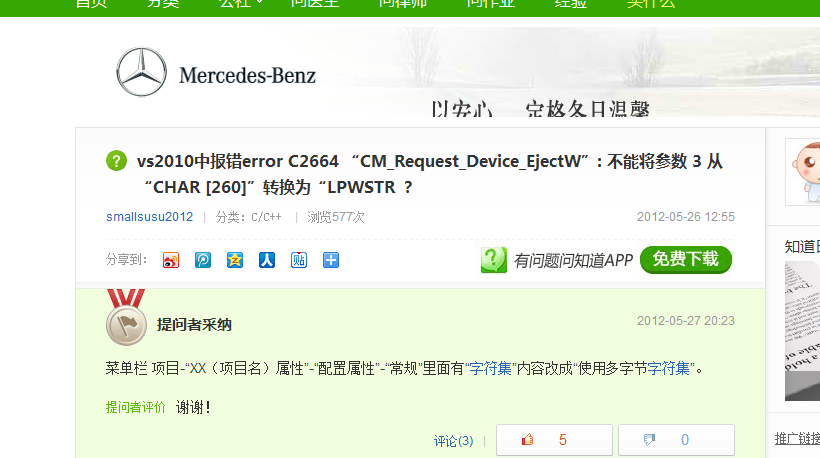 首页 分类 公社 问医生 问律师 问作业 经验 买什么
Mercedes-Benz
以安心 定格冬日温馨
vs2010中报错error C2664 “CM_Request_Device_EjectW”: 不能将参数 3 从
“CHAR [260]”转换为“LPWSTR ？
smallsusu2012 | 分类：C/C++ | 浏览577次 2012-05-26 12:55
分享到：
贴
有问题问知道APP 免费下载
知道日
提问者采纳 2012-05-27 20:23
菜单栏 项目-“XX（项目名）属性”-“配置属性”-“常规”里面有“字符集”内容改成“使用多字节字符集”。
提问者评价 谢谢！
评论(3) | 5 0
推广链接